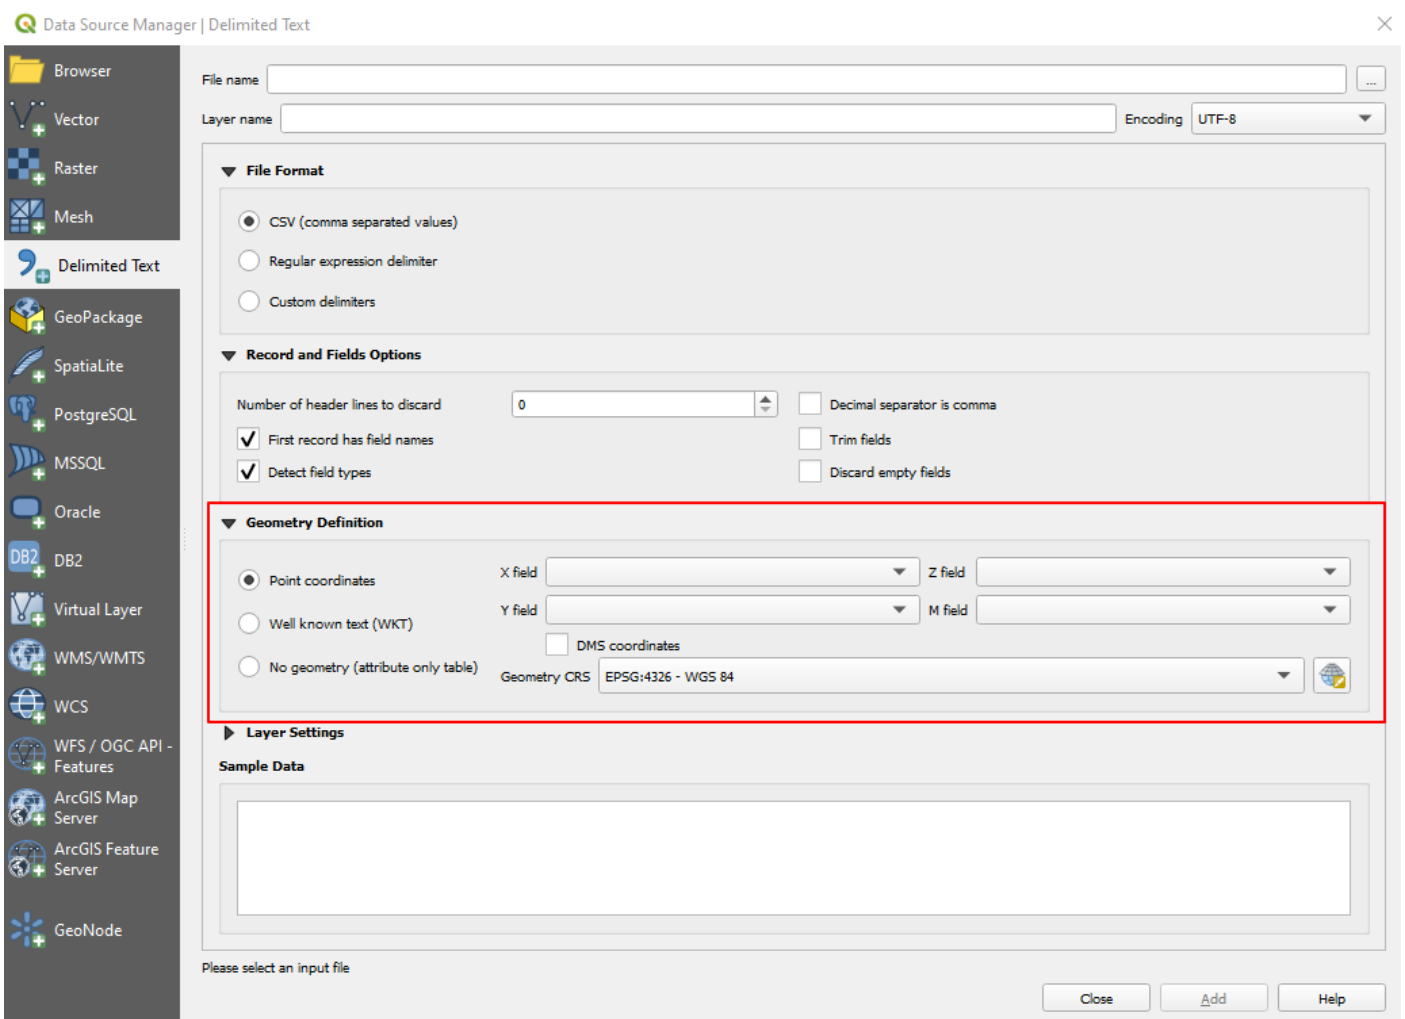 Data Source Manager | Delimited Text
Browser
Vector
Raster
Mesh
Delimited Text
GeoPackage
SpatiaLite
PostgreSQL
MSSQL
Oracle
DB2
DB2
Virtual Layer
WMS/WMTS
WCS
WFS / OGC API -
Features
ArcGIS Map
Server
ArcGIS Feature
Server
GeoNode
File name
...
Layer name
Encoding UTF-8
File Format
CSV (comma separated values)
Regular expression delimiter
Custom delimiters
Record and Fields Options
Number of header lines to discard 0 Decimal separator is comma
First record has field names Trim fields
Detect field types Discard empty fields
Geometry Definition
Point coordinates X field Z field
Well known text (WKT) Y field M field
DMS coordinates
No geometry (attribute only table) Geometry CRS EPSG:4326 - WGS 84
Layer Settings
Sample Data
Please select an input file
Close Add Help